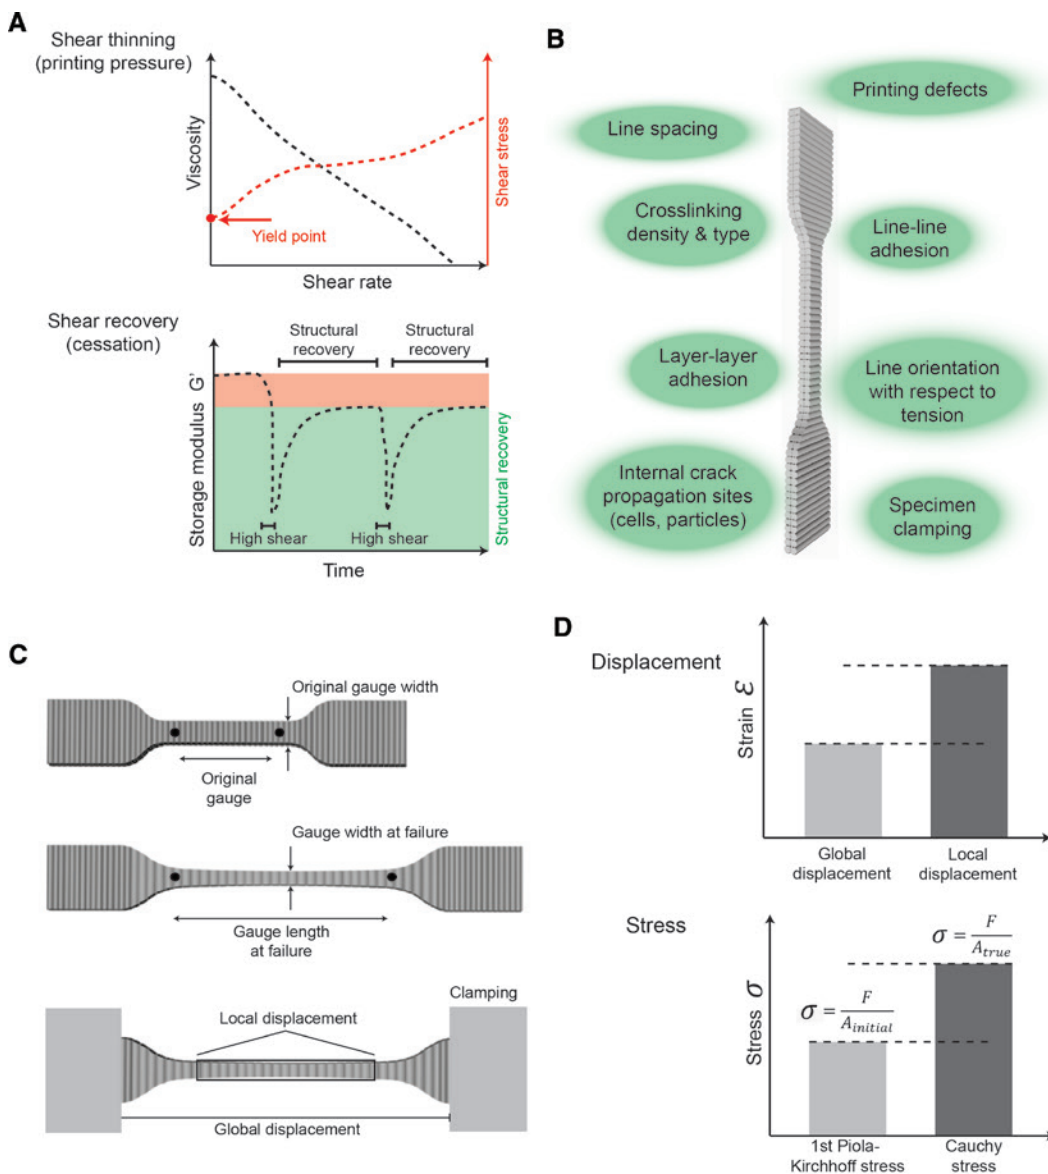 A
Shear thinning
(printing pressure)
Viscosity
Shear stress
Yield point
Shear rate
Shear recovery
(cessation)
Structural
recovery
Structural
recovery
Storage modulus G'
Structural recovery
High shear
High shear
Time
B
Printing defects
Line spacing
Crosslinking
density & type
Line-line
adhesion
Layer-layer
adhesion
Line orientation
with respect to
tension
Internal crack
propagation sites
(cells, particles)
Specimen
clamping
C
Original gauge width
Original
gauge
Gauge width at failure
Gauge length
at failure
Clamping
Local displacement
Global displacement
D
Displacement
Strain ε
Global
displacement
Local
displacement
Stress
Stress σ
σ = F / A_initial
σ = F / A_true
1st Piola-
Kirchhoff stress
Cauchy
stress